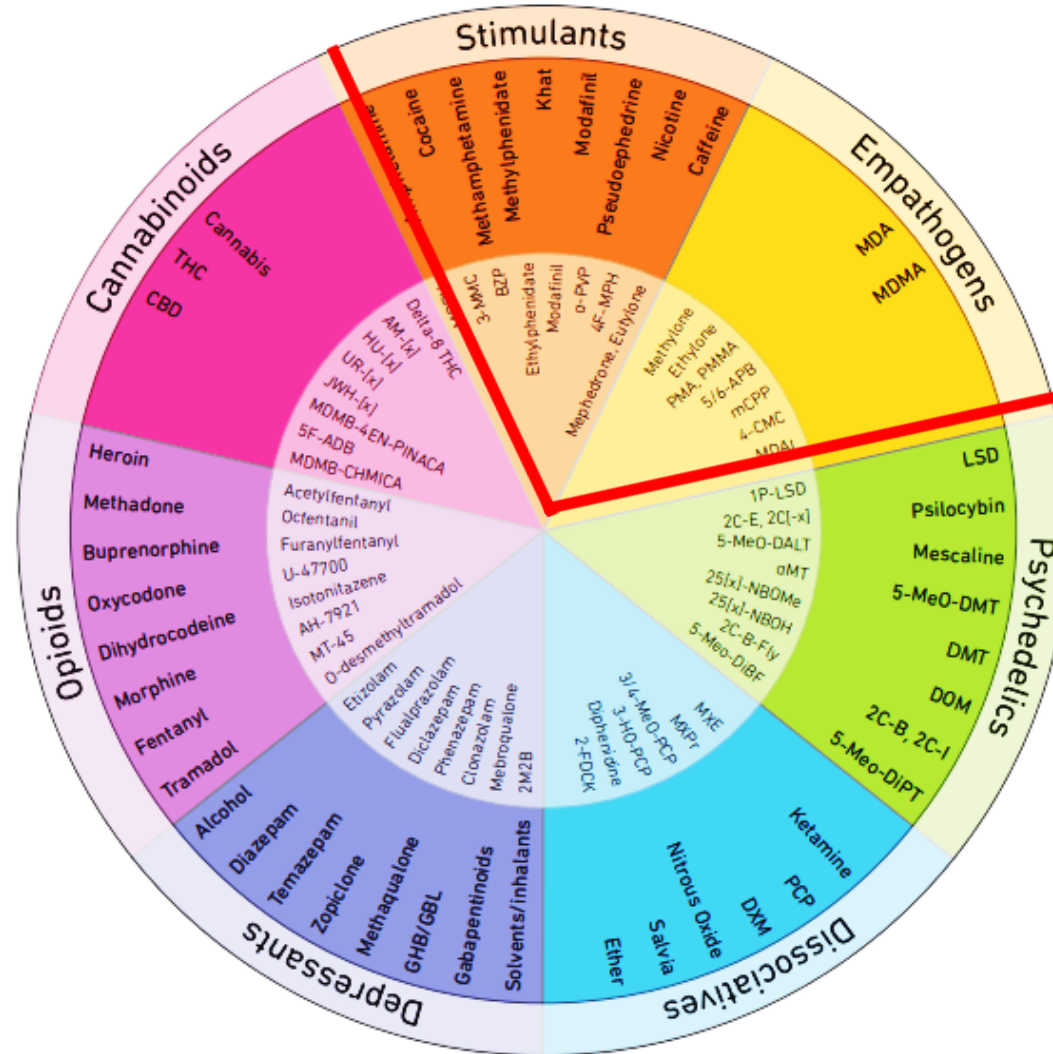 Stimulants
Cocaine
Methamphetamine
Methylphenidate
Khat
Modafinil
Pseudoephedrine
Nicotine
Caffeine
3-MMC
BZP
Ethylphenidate
Modafinil
α-PVP
4F-MPH
Mephedrone, Eutylone
Empathogens
MDA
MDMA
Methylone
Ethylone
PMA, PMMA
5/6-APB
mCPP
4-CMC
Psychedelics
LSD
Psilocybin
Mescaline
5-MeO-DMT
DMT
DOM
2C-B, 2C-I
5-Meo-DiPT
1P-LSD
2C-E, 2C[-x]
5-MeO-DALT
αMT
25[x]-NBOMe
25[x]-NBOH
2C-B-Fly
5-Meo-DiBF
Dissociatives
Ketamine
PCP
DXM
Nitrous Oxide
Salvia
Ether
MXE
MXPr
3/4-MeO-PCP
3-HO-PCP
Diphenidine
2-FDCK
Depressants
Solvents/inhalants
Gabapentinoids
GHB/GBL
Methaqualone
Zopiclone
Temazepam
Diazepam
Alcohol
2M2B
Mebroqualone
Clonazolam
Phenazepam
Diclazepam
Flualprazolam
Pyrazolam
Etizolam
Opioids
Heroin
Methadone
Buprenorphine
Oxycodone
Dihydrocodeine
Morphine
Fentanyl
Tramadol
Acetylfentanyl
Ocfentanil
Furanylfentanyl
U-47700
Isotonitazene
AH-7921
MT-45
O-desmethyltramadol
Cannabinoids
Cannabis
THC
CBD
Delta-8 THC
AM-[x]
HU-[x]
UR-[x]
JWH-[x]
MDMB-4EN-PINACA
5F-ADB
MDMB-CHMICA